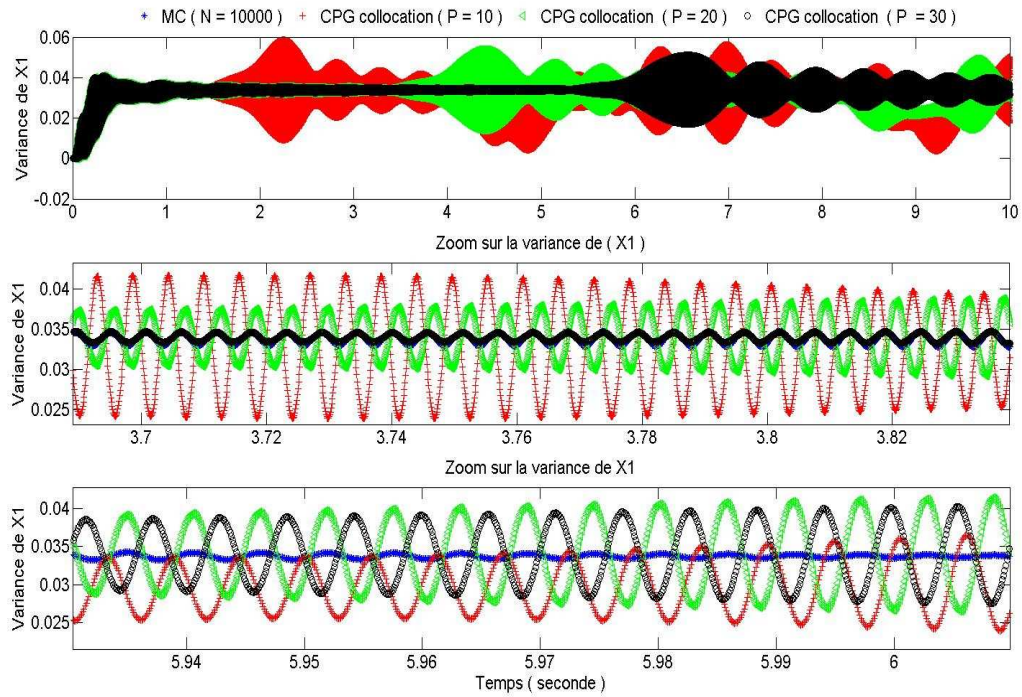 MC ( N = 10000 ) CPG collocation ( P = 10 ) CPG collocation ( P = 20 ) CPG collocation ( P = 30 )
Variance de X1
0.06
0.04
0.02
0
-0.02
0 1 2 3 4 5 6 7 8 9 10
Zoom sur la variance de ( X1 )
Variance de X1
0.04
0.035
0.03
0.025
3.7 3.72 3.74 3.76 3.78 3.8 3.82
Zoom sur la variance de X1
Variance de X1
0.04
0.035
0.03
0.025
5.94 5.95 5.96 5.97 5.98 5.99 6
Temps ( seconde )